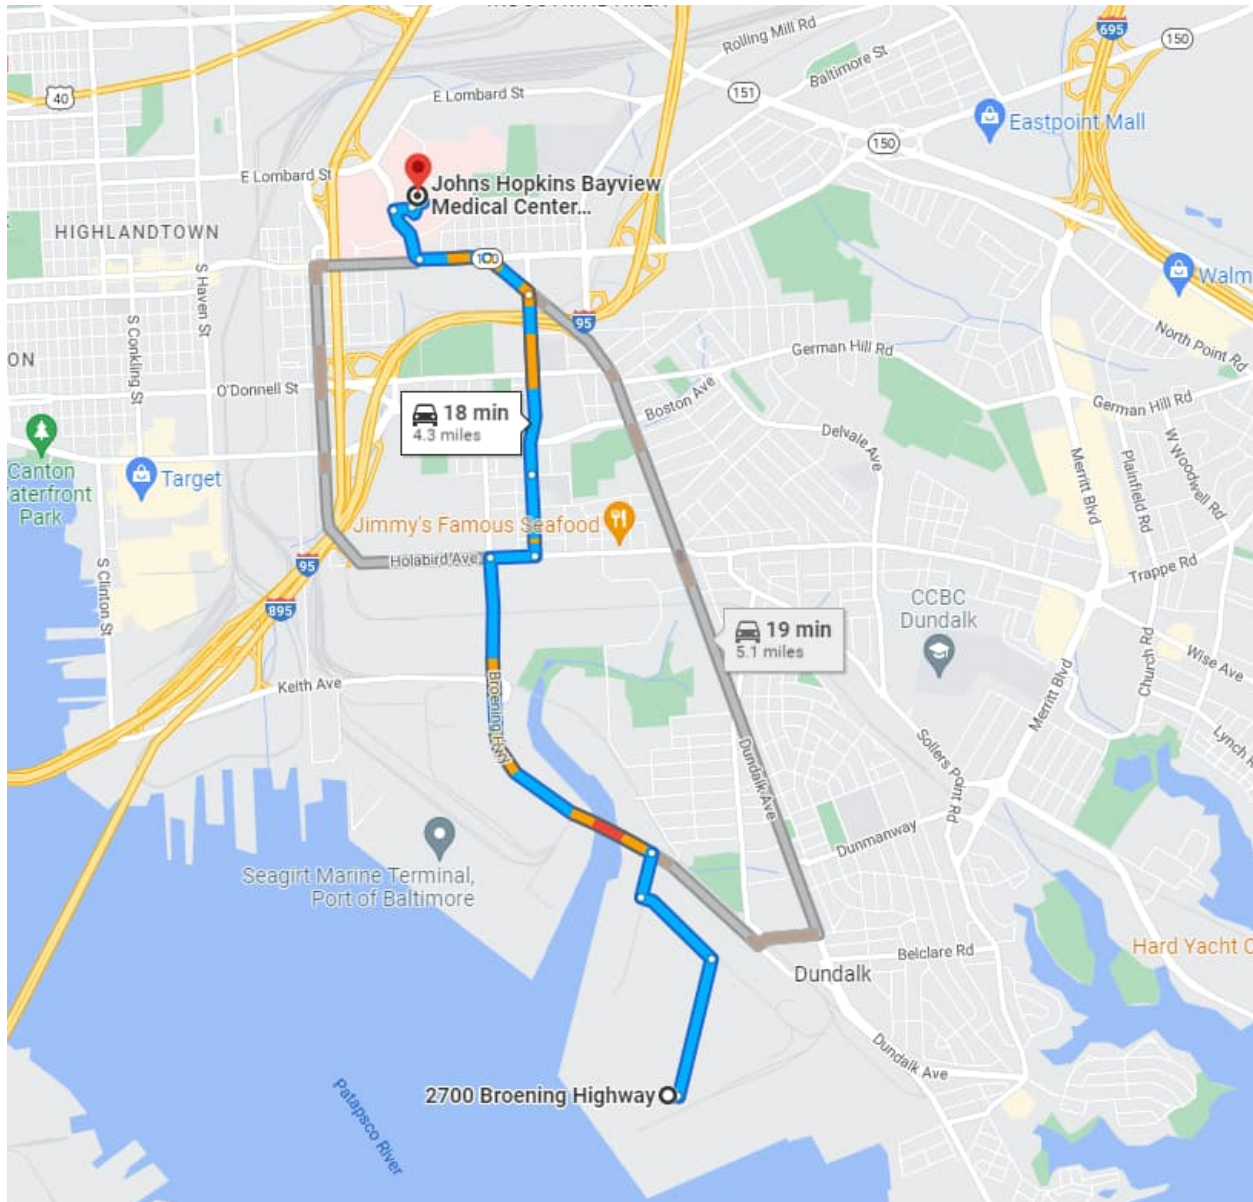 Rolling Mill Rd
695
150
Baltimore St
40
E Lombard St
151
Eastpoint Mall
150
E Lombard St
Johns Hopkins Bayview
Medical Center...
HIGHLANDTOWN
S Haven St
Walm
95
North Point Rd
S Conkling St
ON
German Hill Rd
O'Donnell St
18 min
4.3 miles
Boston Ave
German Hill Rd
Delvale Ave
W Woodwell Rd
Canton
aterfront
Park
Target
Merritt Blvd
Plainfield Rd
Jimmy's Famous Seafood
Holabird Ave
95
S Clinton St
Trappe Rd
895
CCBC
Dundalk
19 min
5.1 miles
Church Rd
Wise Ave
Keith Ave
Broening Hwy
Merritt Blvd
Sollers Point Rd
Lynch R
Dundalk Ave
Dunmanway
Seagirt Marine Terminal,
Port of Baltimore
Belclare Rd
Hard Yacht C
Dundalk
Dundalk Ave
2700 Broening Highway
Patapsco River